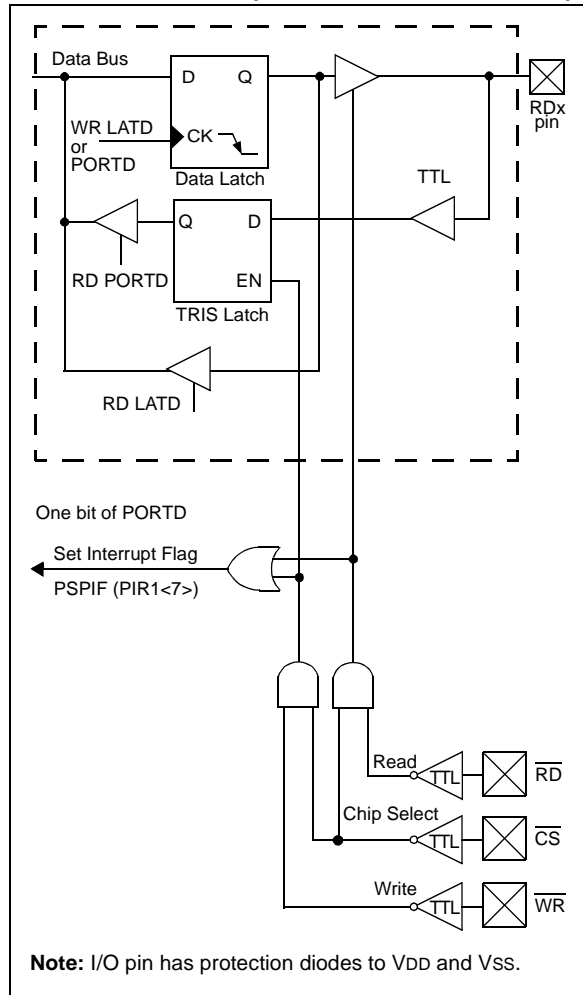 Data Bus
D Q
RDx
pin
WR LATD
or
PORTD
CK
Data Latch
TTL
Q D
RD PORTD
EN
TRIS Latch
RD LATD
One bit of PORTD
Set Interrupt Flag
PSPIF (PIR1<7>)
Read
TTL
RD
Chip Select
TTL
CS
Write
TTL
WR
Note: I/O pin has protection diodes to VDD and VSS.